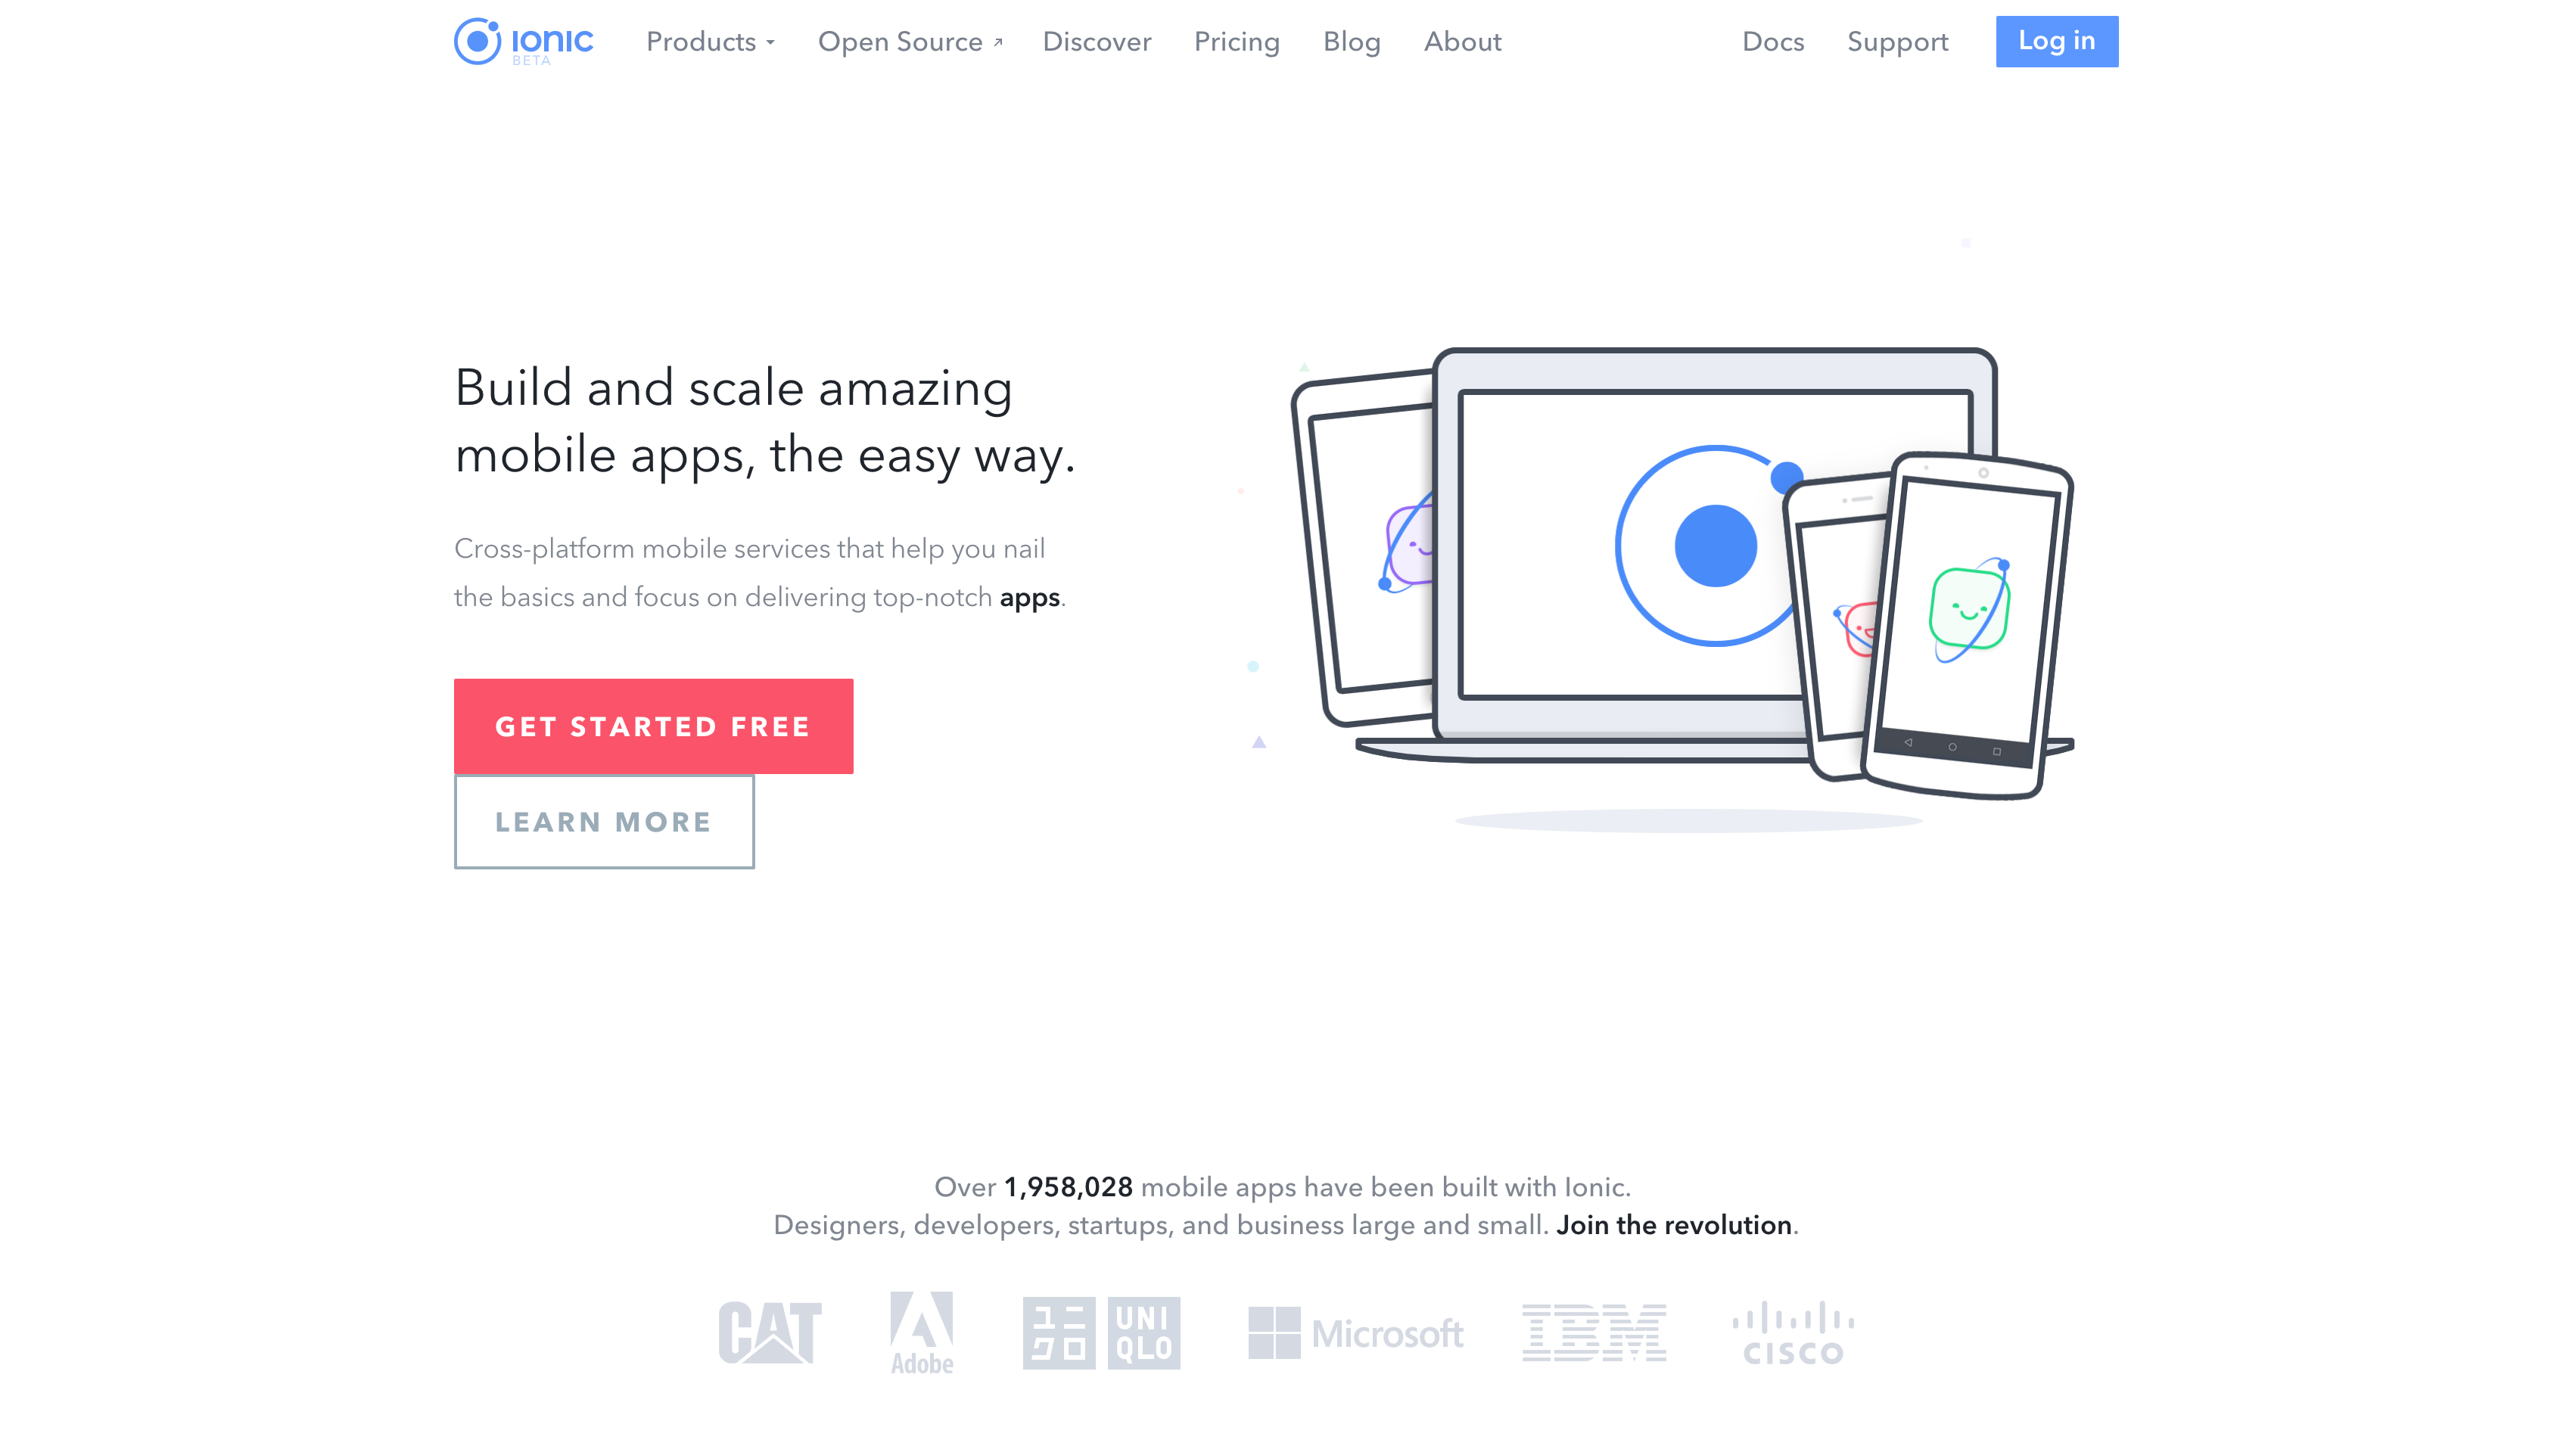 IONIC
BETA
Products
Open Source
Discover
Pricing
Blog
About
Docs
Support
Log in
Build and scale amazing
mobile apps, the easy way.
Cross-platform mobile services that help you nail
the basics and focus on delivering top-notch apps.
GET STARTED FREE
LEARN MORE
Over 1,958,028 mobile apps have been built with Ionic.
Designers, developers, startups, and business large and small. Join the revolution.
CAT
Adobe
ユニ
クロ
UNI
QLO
Microsoft
IBM
CISCO